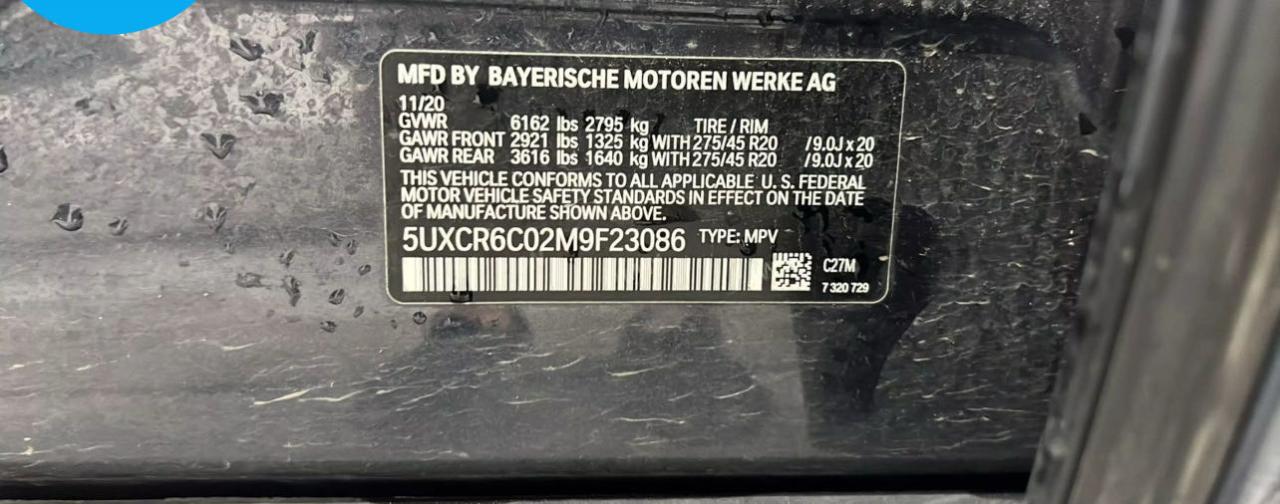 MFD BY BAYERISCHE MOTOREN WERKE AG
11/20
GVWR 6162 lbs 2795 kg TIRE / RIM
GAWR FRONT 2921 lbs 1325 kg WITH 275/45 R20 /9.0J x 20
GAWR REAR 3616 lbs 1640 kg WITH 275/45 R20 /9.0J x 20
THIS VEHICLE CONFORMS TO ALL APPLICABLE U. S. FEDERAL
MOTOR VEHICLE SAFETY STANDARDS IN EFFECT ON THE DATE
OF MANUFACTURE SHOWN ABOVE.
5UXCR6C02M9F23086 TYPE: MPV
C27M
7 320 729